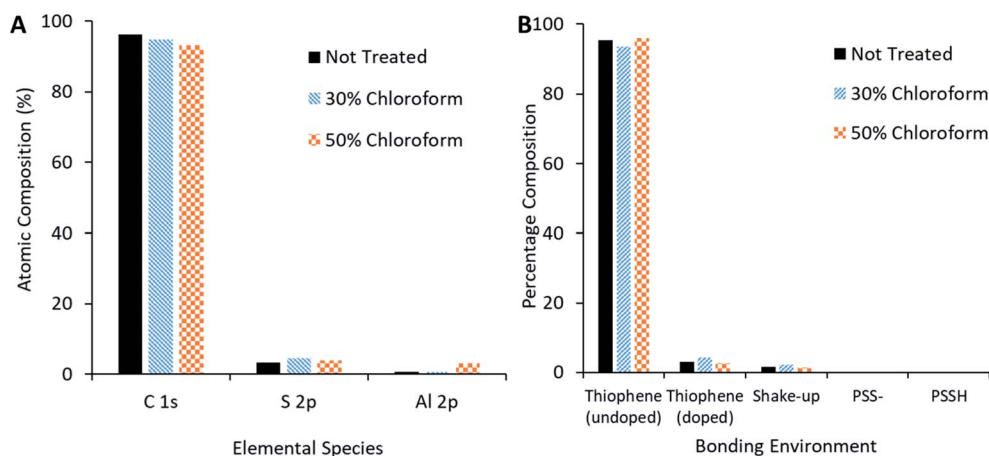 A
Atomic Composition (%)
100
80
60
40
20
0
Not Treated
30% Chloroform
50% Chloroform
C 1s
S 2p
Al 2p
Elemental Species
B
Percentage Composition
100
80
60
40
20
0
Not Treated
30% Chloroform
50% Chloroform
Thiophene Thiophene Shake-up PSS- PSSH
(undoped) (doped)
Bonding Environment